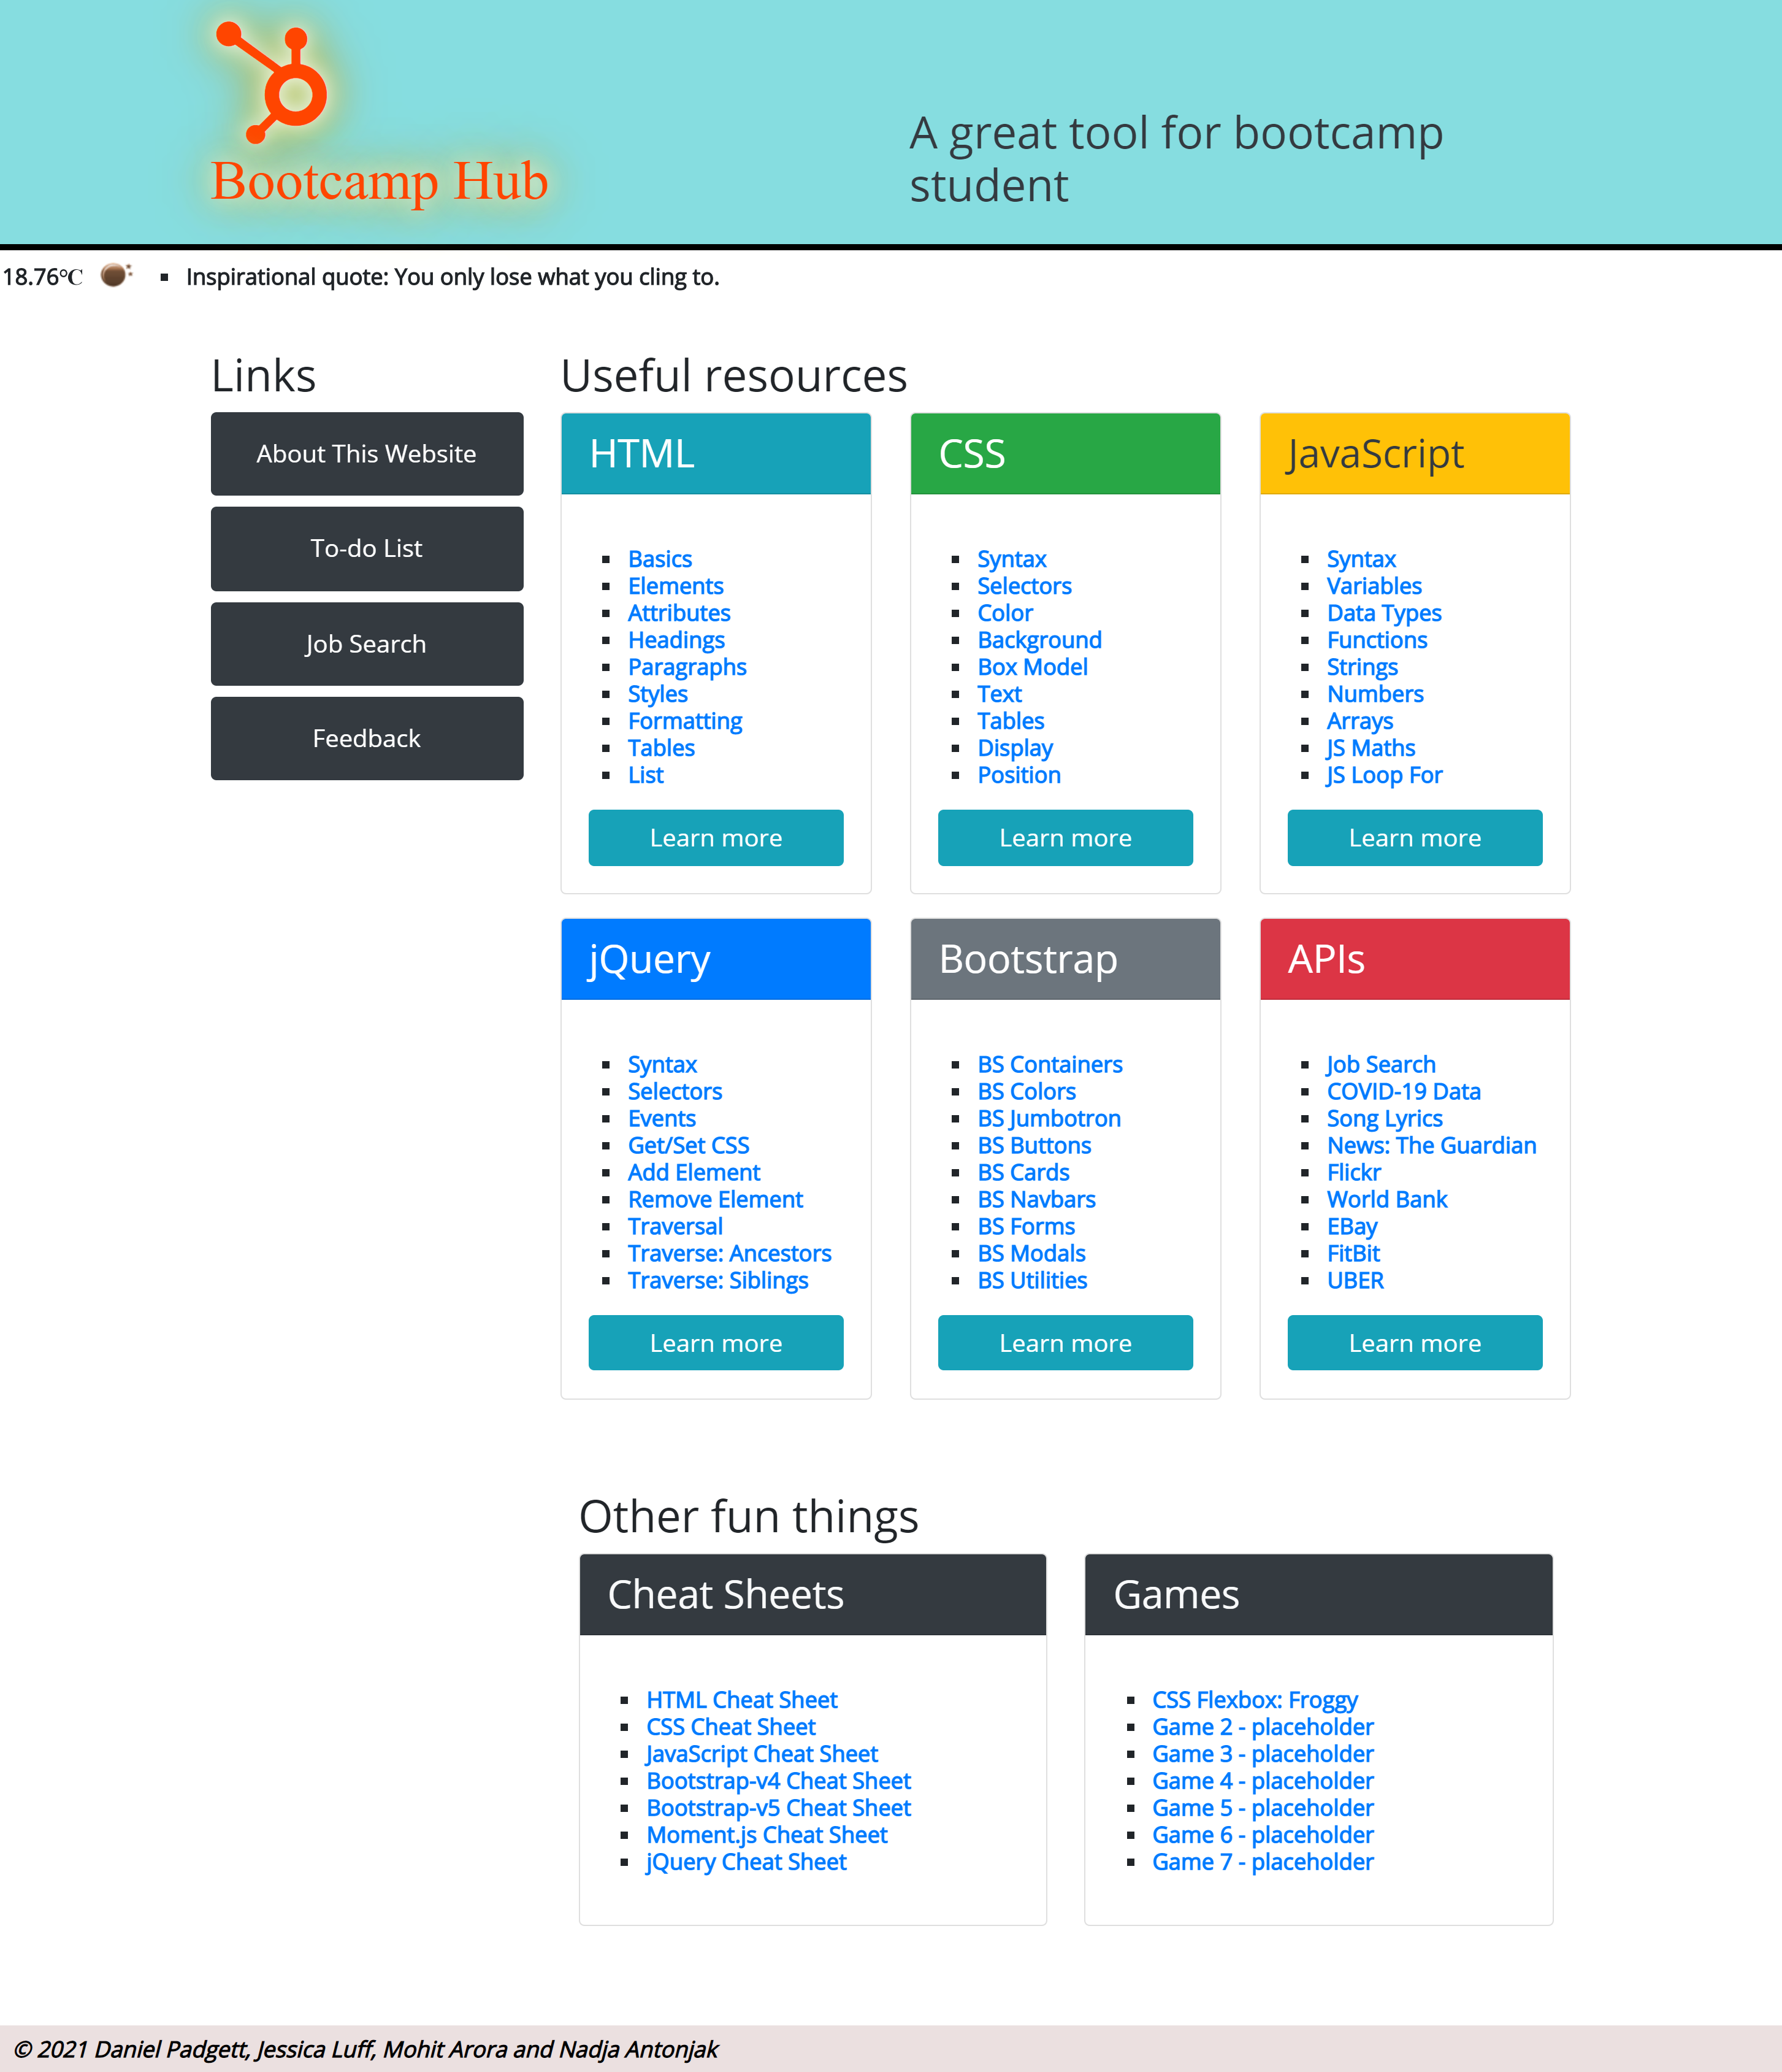 Bootcamp Hub
A great tool for bootcamp
student
18.76°C
Inspirational quote: You only lose what you cling to.
Links
About This Website
To-do List
Job Search
Feedback
Useful resources
HTML
Basics
Elements
Attributes
Headings
Paragraphs
Styles
Formatting
Tables
List
Learn more
CSS
Syntax
Selectors
Color
Background
Box Model
Text
Tables
Display
Position
Learn more
JavaScript
Syntax
Variables
Data Types
Functions
Strings
Numbers
Arrays
JS Maths
JS Loop For
Learn more
jQuery
Syntax
Selectors
Events
Get/Set CSS
Add Element
Remove Element
Traversal
Traverse: Ancestors
Traverse: Siblings
Learn more
Bootstrap
BS Containers
BS Colors
BS Jumbotron
BS Buttons
BS Cards
BS Navbars
BS Forms
BS Modals
BS Utilities
Learn more
APIs
Job Search
COVID-19 Data
Song Lyrics
News: The Guardian
Flickr
World Bank
EBay
FitBit
UBER
Learn more
Other fun things
Cheat Sheets
HTML Cheat Sheet
CSS Cheat Sheet
JavaScript Cheat Sheet
Bootstrap-v4 Cheat Sheet
Bootstrap-v5 Cheat Sheet
Moment.js Cheat Sheet
jQuery Cheat Sheet
Games
CSS Flexbox: Froggy
Game 2 - placeholder
Game 3 - placeholder
Game 4 - placeholder
Game 5 - placeholder
Game 6 - placeholder
Game 7 - placeholder
© 2021 Daniel Padgett, Jessica Luff, Mohit Arora and Nadja Antonjak